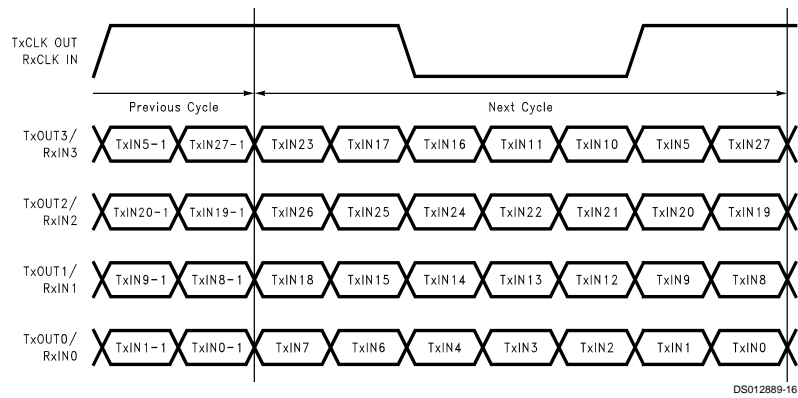 TxCLK OUT
RxCLK IN
Previous Cycle
Next Cycle
TxOUT3/
RxIN3
TxIN5-1 TxIN27-1 TxIN23 TxIN17 TxIN16 TxIN11 TxIN10 TxIN5 TxIN27
TxOUT2/
RxIN2
TxIN20-1 TxIN19-1 TxIN26 TxIN25 TxIN24 TxIN22 TxIN21 TxIN20 TxIN19
TxOUT1/
RxIN1
TxIN9-1 TxIN8-1 TxIN18 TxIN15 TxIN14 TxIN13 TxIN12 TxIN9 TxIN8
TxOUT0/
RxIN0
TxIN1-1 TxIN0-1 TxIN7 TxIN6 TxIN4 TxIN3 TxIN2 TxIN1 TxIN0
DS012889-16